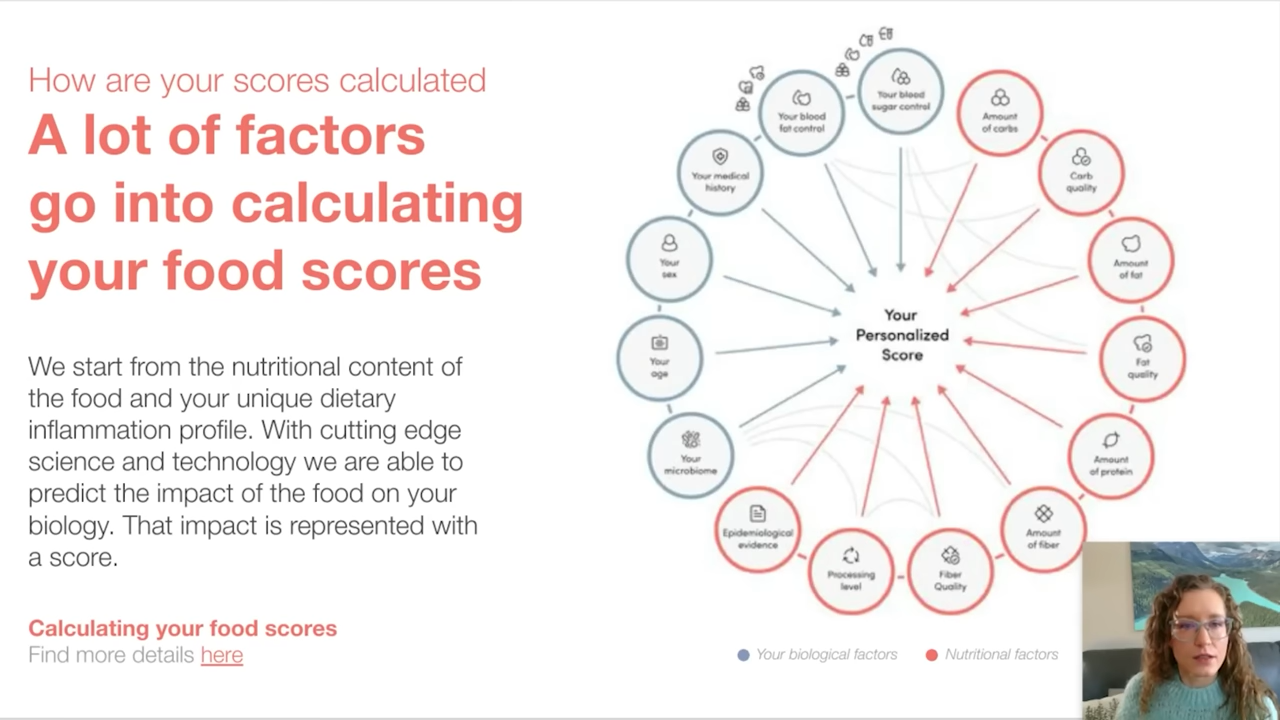 How are your scores calculated
A lot of factors
go into calculating
your food scores
We start from the nutritional content of
the food and your unique dietary
inflammation profile. With cutting edge
science and technology we are able to
predict the impact of the food on your
biology. That impact is represented with
a score.
Calculating your food scores
Find more details here
Your blood
sugar control
Amount
of carbs
Carb
quality
Amount
of fat
Fat
quality
Amount
of protein
Amount
of fiber
Fiber
Quality
Processing
level
Epidemiological
evidence
Your
microbiome
Your
age
Your
sex
Your medical
history
Your blood
fat control
Your
Personalized
Score
Your biological factors
Nutritional factors